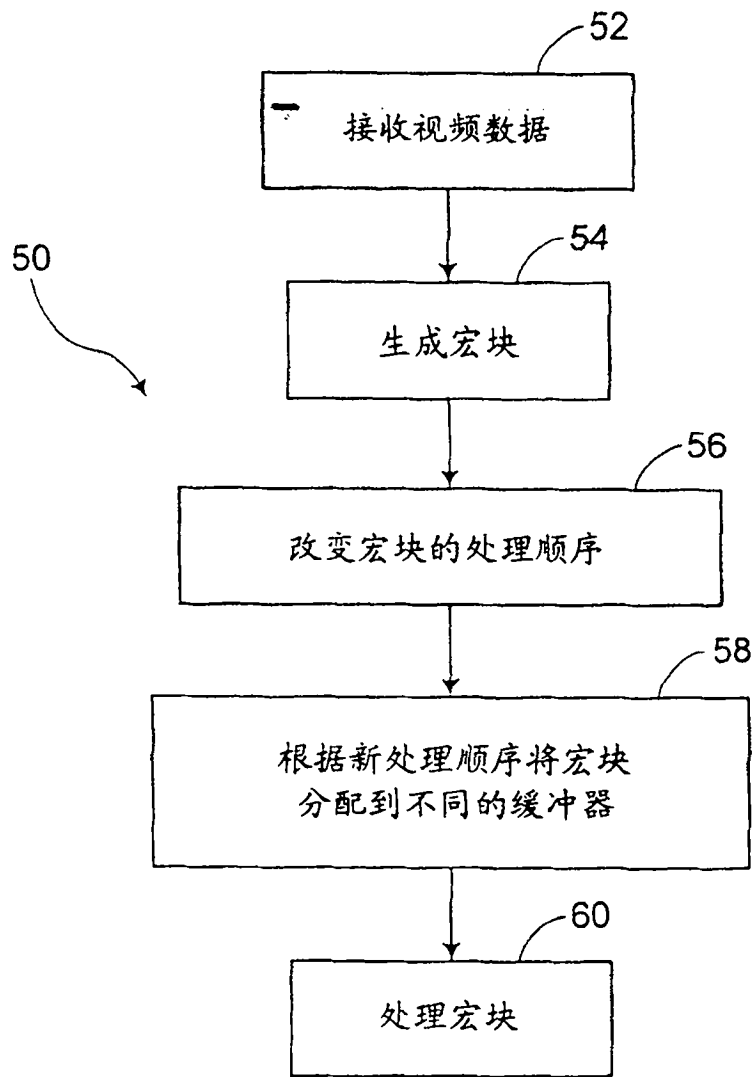 52
接收视频数据
54
50
生成宏块
56
改变宏块的处理顺序
58
根据新处理顺序将宏块
分配到不同的缓冲器
60
处理宏块